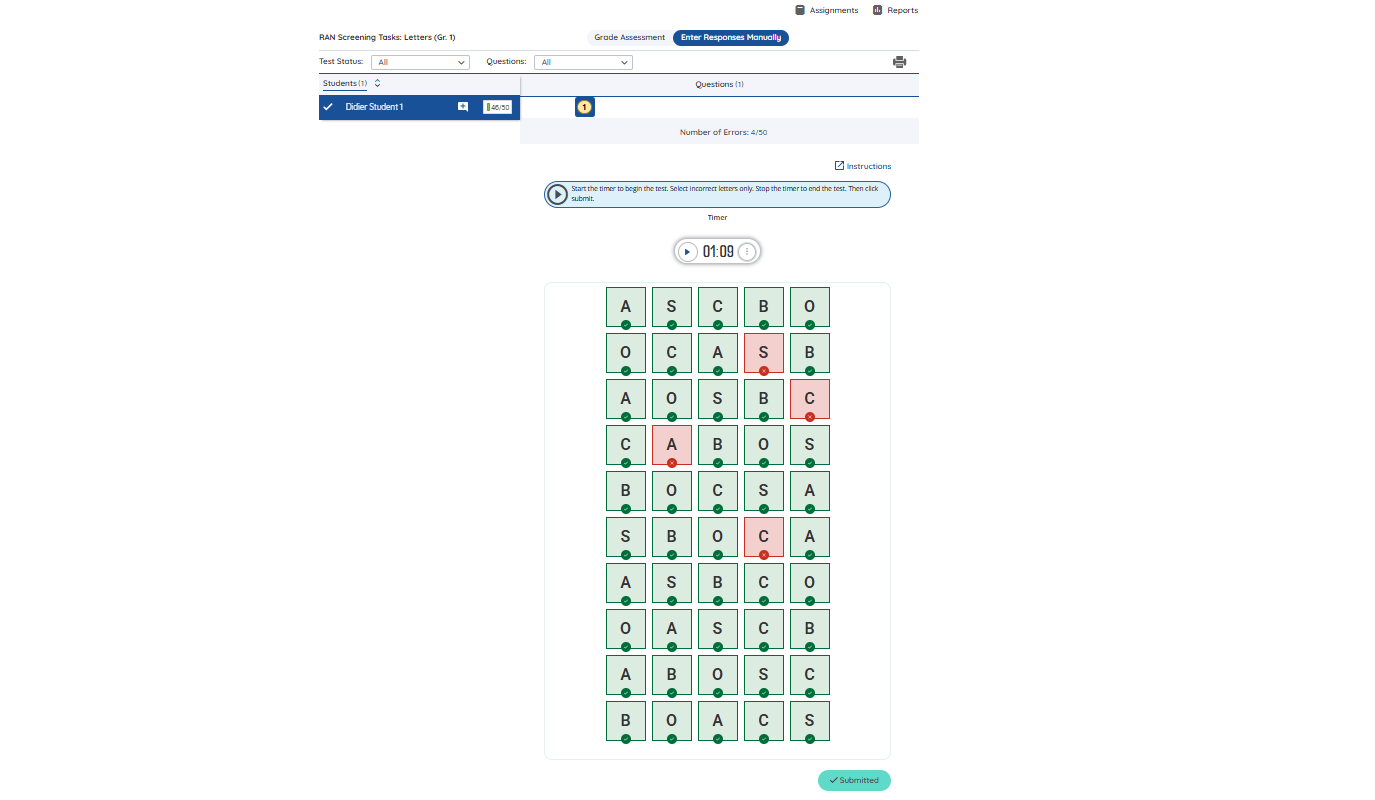 Assignments Reports
RAN Screening Tasks: Letters (Gr. 1) Grade Assessment Enter Responses Manually
Test Status: All Questions: All
Students (1) Questions (1)
Didier Student 1 46/50 1
Number of Errors: 4/50
Instructions
Start the timer to begin the test. Select incorrect letters only. Stop the timer to end the test. Then click
submit.
Timer
01:09
A S C B O
O C A S B
A O S B C
C A B O S
B O C S A
S B O C A
A S B C O
O A S C B
A B O S C
B O A C S
Submitted